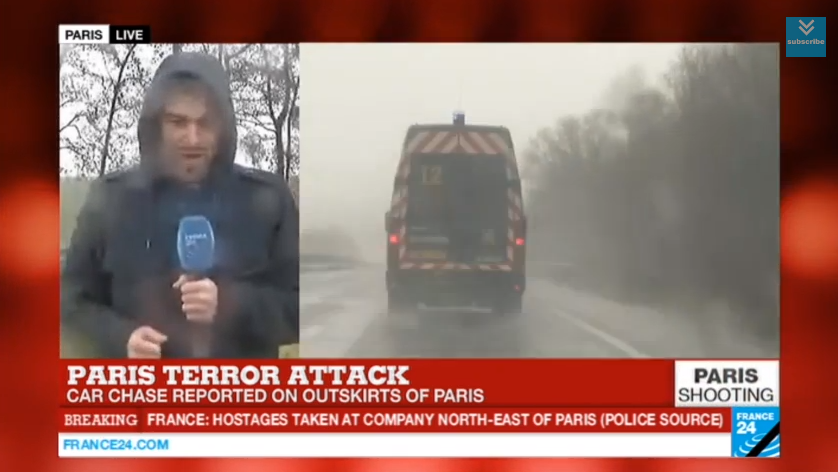 PARIS LIVE
subscribe
PARIS TERROR ATTACK
CAR CHASE REPORTED ON OUTSKIRTS OF PARIS
PARIS
SHOOTING
BREAKING FRANCE: HOSTAGES TAKEN AT COMPANY NORTH-EAST OF PARIS (POLICE SOURCE)
FRANCE
24
FRANCE24.COM